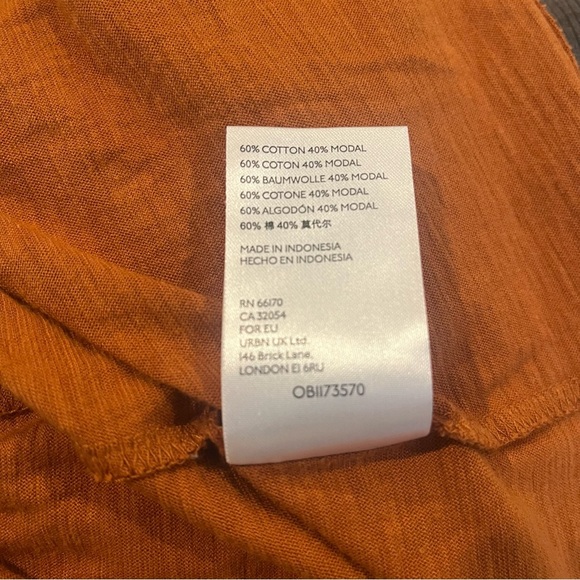 60% COTTON 40% MODAL
60% COTON 40% MODAL
60% BAUMWOLLE 40% MODAL
60% COTONE 40% MODAL
60% ALGODÓN 40% MODAL
60% 棉 40% 莫代尔
MADE IN INDONESIA
HECHO EN INDONESIA
RN 66170
CA 32054
FOR EU
URBN UX Ltd.
146 Brick Lane,
LONDON E1 6RU
OB1173570